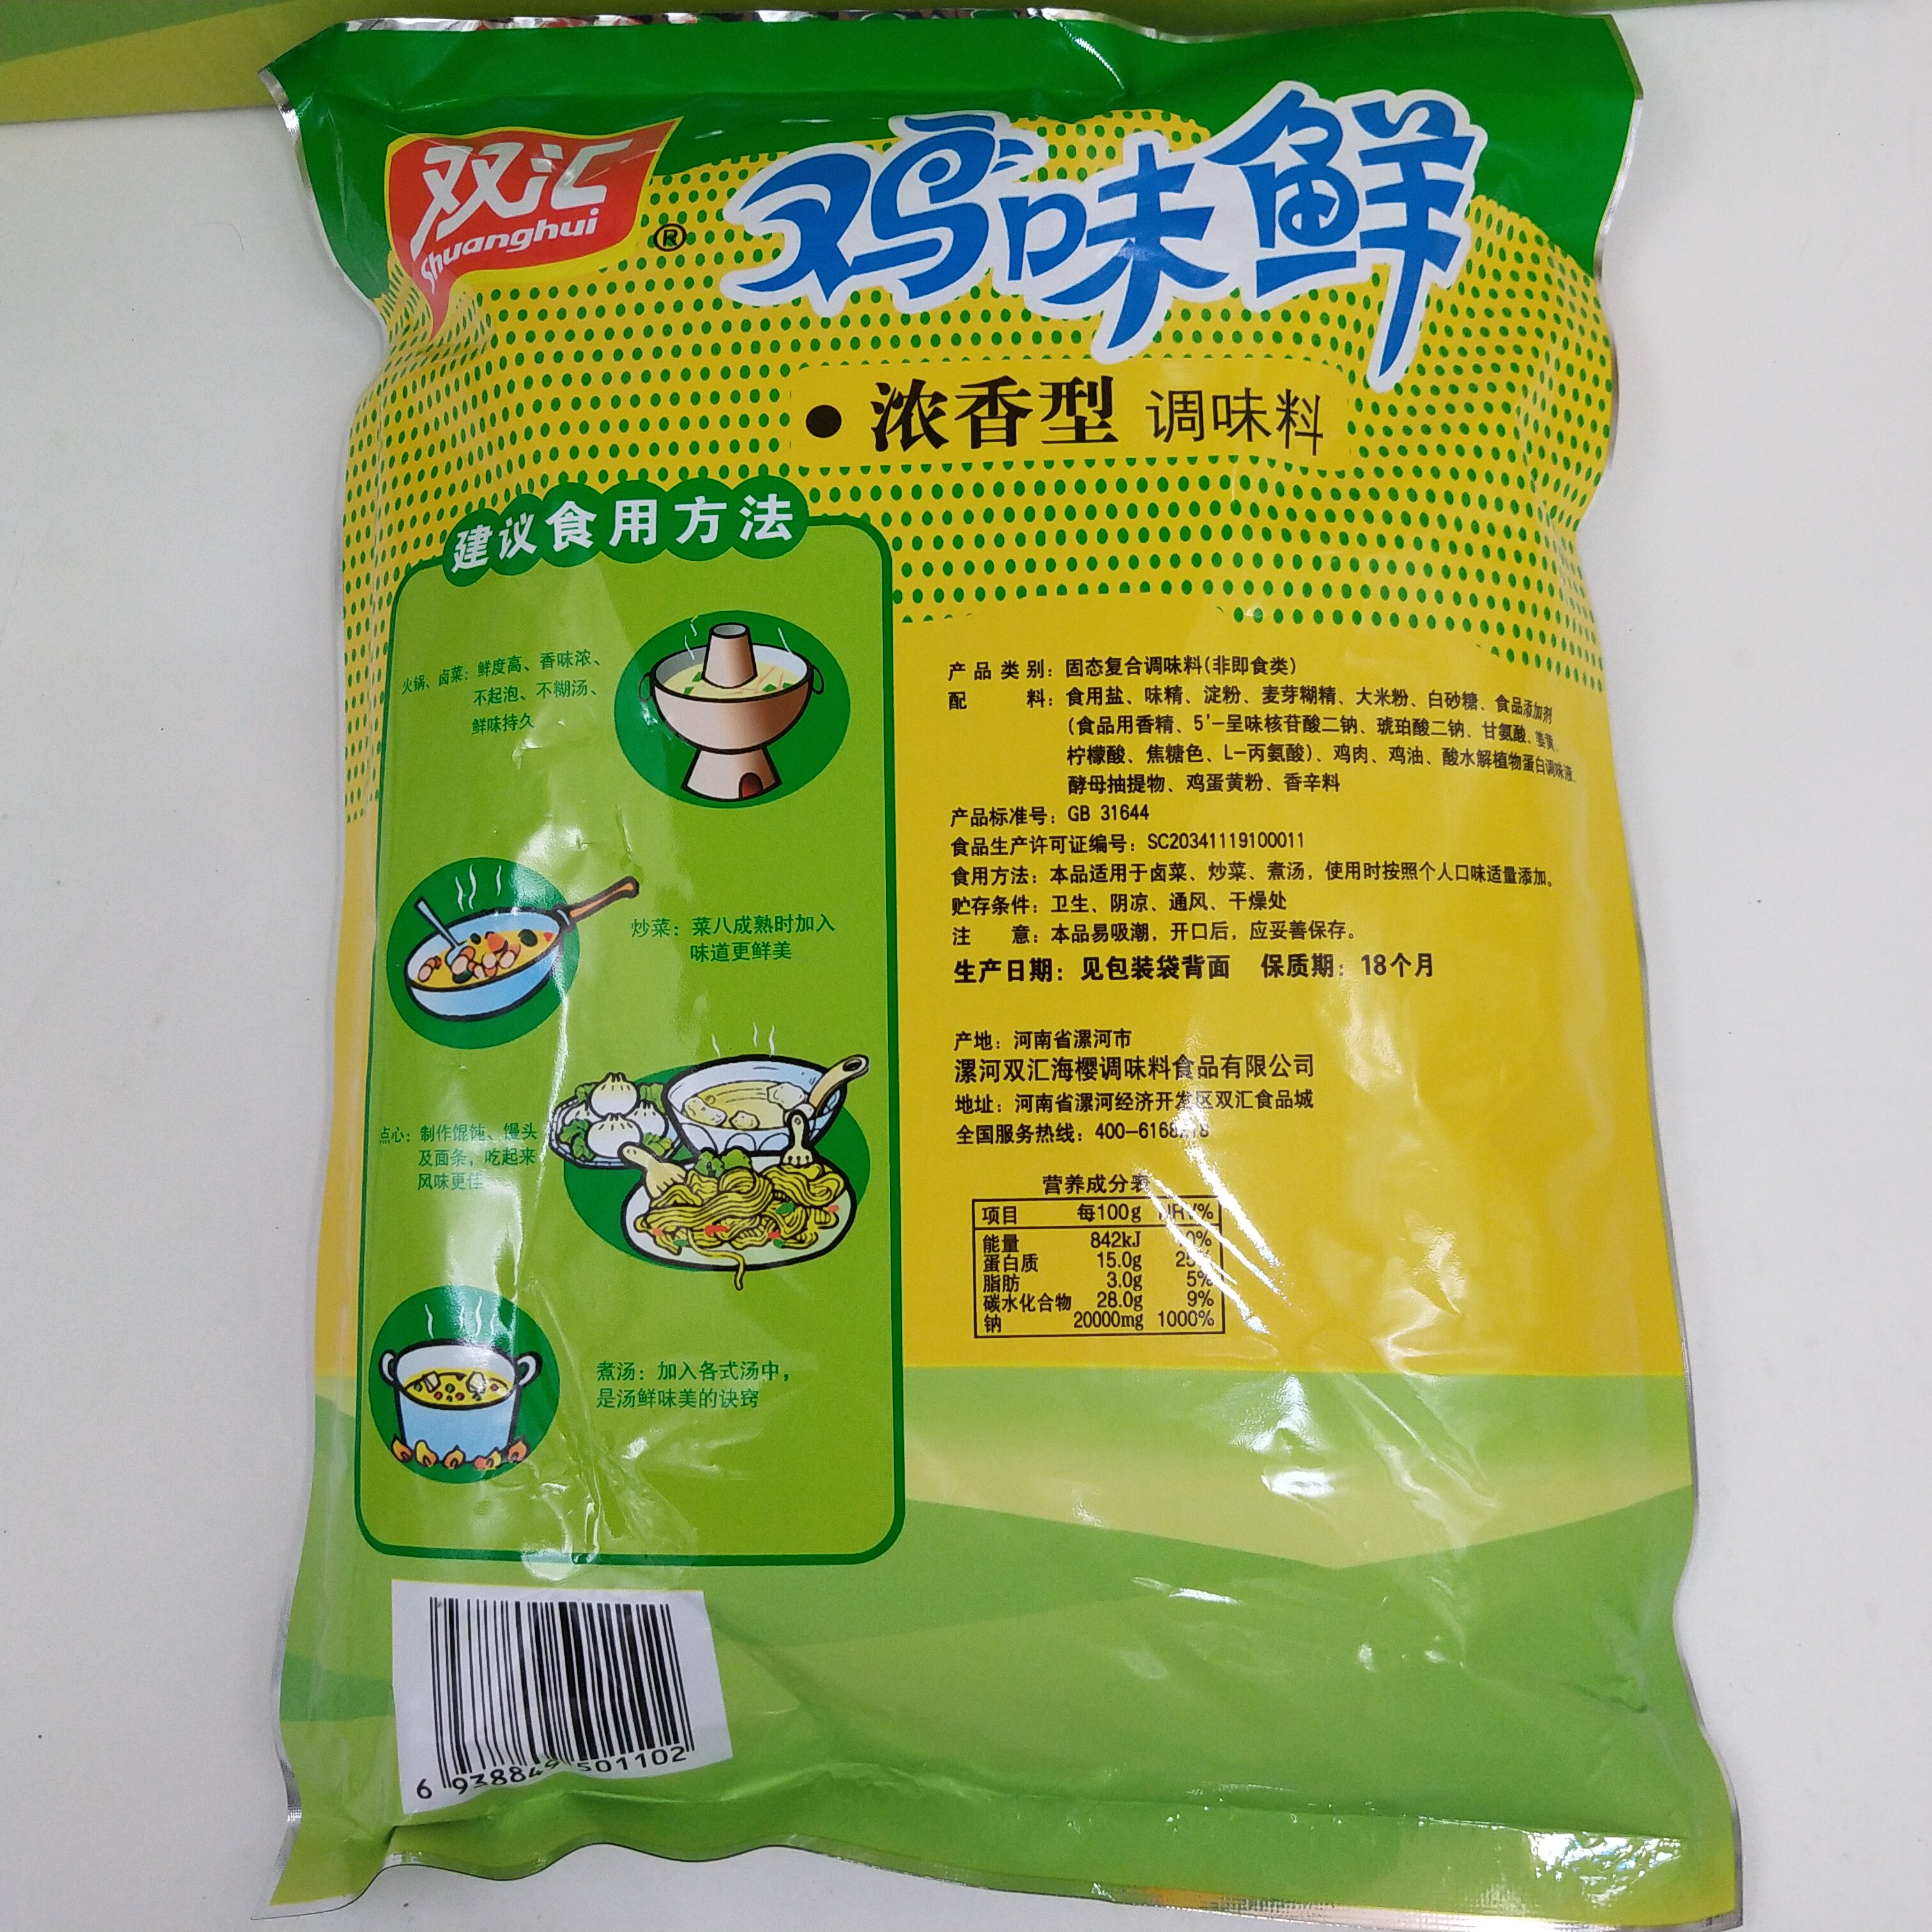 双汇
shuanghui
®
鸡味鲜
• 浓香型 调味料
建议食用方法
火锅、卤菜：鲜度高、香味浓、
不起泡、不糊汤、
鲜味持久
炒菜：菜八成熟时加入
味道更鲜美
点心：制作馄饨、馒头
及面条，吃起来
风味更佳
煮汤：加入各式汤中，
是汤鲜味美的诀窍
产品类别：固态复合调味料(非即食类)
配料：食用盐、味精、淀粉、麦芽糊精、大米粉、白砂糖、食品添加剂
(食品用香精、5'-呈味核苷酸二钠、琥珀酸二钠、甘氨酸、姜黄、
柠檬酸、焦糖色、L-丙氨酸)、鸡肉、鸡油、酸水解植物蛋白调味液、
酵母抽提物、鸡蛋黄粉、香辛料
产品标准号：GB 31644
食品生产许可证编号：SC20341119100011
食用方法：本品适用于卤菜、炒菜、煮汤，使用时按照个人口味适量添加。
贮存条件：卫生、阴凉、通风、干燥处
注意：本品易吸潮，开口后，应妥善保存。
生产日期：见包装袋背面 保质期：18个月
产地：河南省漯河市
漯河双汇海樱调味料食品有限公司
地址：河南省漯河经济开发区双汇食品城
全国服务热线：
营养成分表
项目 每100g NRV%
能量 842kJ
蛋白质 15.0g
脂肪 3.0g 5%
碳水化合物 28.0g 9%
钠 20000mg 1000%
6 938849 501102